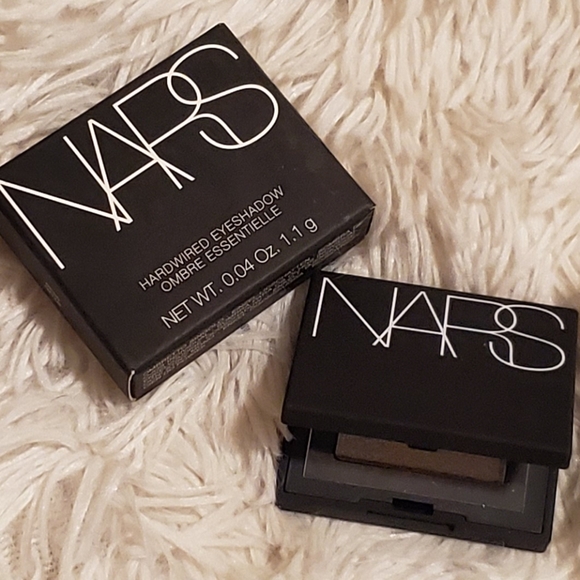 NARS
HARDWIRED EYESHADOW
OMBRE ESSENTIELLE
NET WT. 0.04 OZ. 1.1 g
NARS